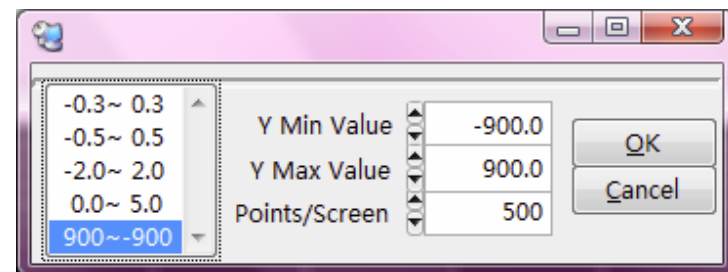 -0.3~ 0.3
-0.5~ 0.5
-2.0~ 2.0
0.0~ 5.0
900~-900
Y Min Value -900.0
Y Max Value 900.0
Points/Screen 500
OK
Cancel